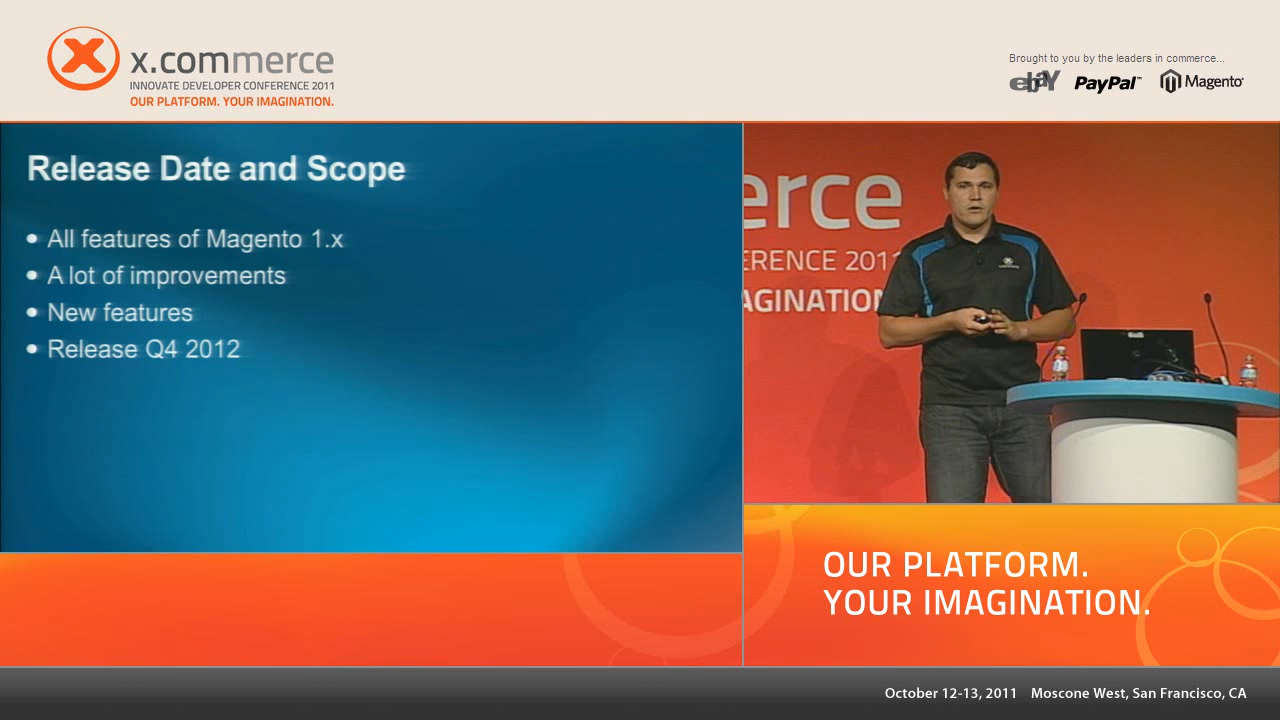 x.commerce
INNOVATE DEVELOPER CONFERENCE 2011
OUR PLATFORM. YOUR IMAGINATION.
Brought to you by the leaders in commerce...
ebaY PayPal™ Magento®
Release Date and Scope
• All features of Magento 1.x
• A lot of improvements
• New features
• Release Q4 2012
erce
ERENCE 2011
AGINATION
OUR PLATFORM.
YOUR IMAGINATION.
October 12-13, 2011 Moscone West, San Francisco, CA